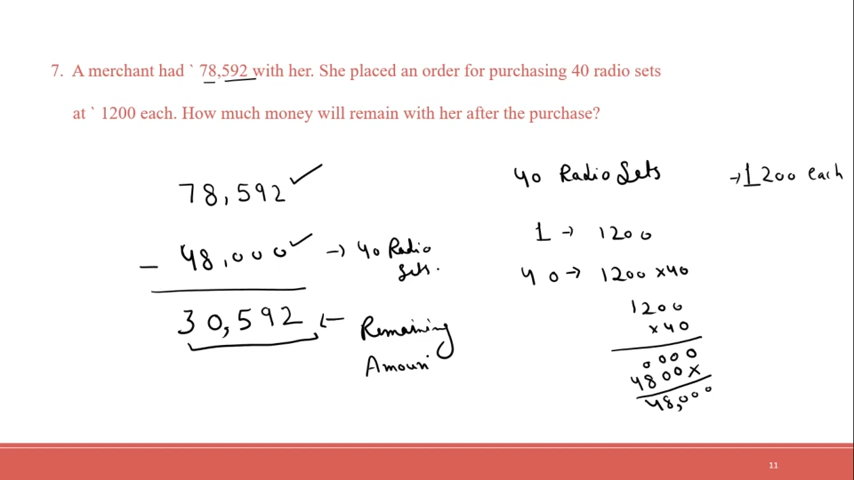 7. A merchant had ` 78,592 with her. She placed an order for purchasing 40 radio sets
at ` 1200 each. How much money will remain with her after the purchase?
78,592
- 48,000 → 40 Radio
Sets.
30,592 ← Remaining
Amoun
40 Radio Sets → 1200 each
1 → 1200
40 → 1200 x 40
1200
x 40
0000
4800x
48,000
11